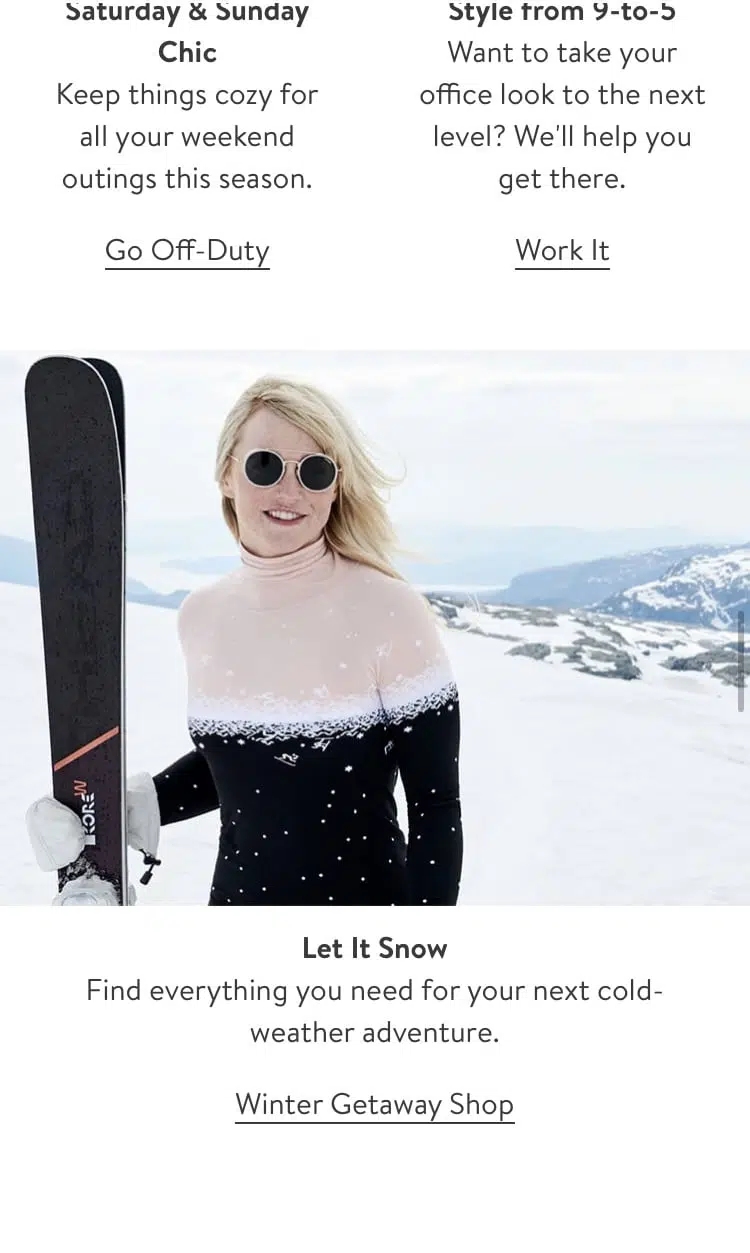 Saturday & Sunday
Chic
Keep things cozy for
all your weekend
outings this season.
Go Off-Duty
Style from 9-to-5
Want to take your
office look to the next
level? We'll help you
get there.
Work It
KORE
W
Let It Snow
Find everything you need for your next cold-
weather adventure.
Winter Getaway Shop